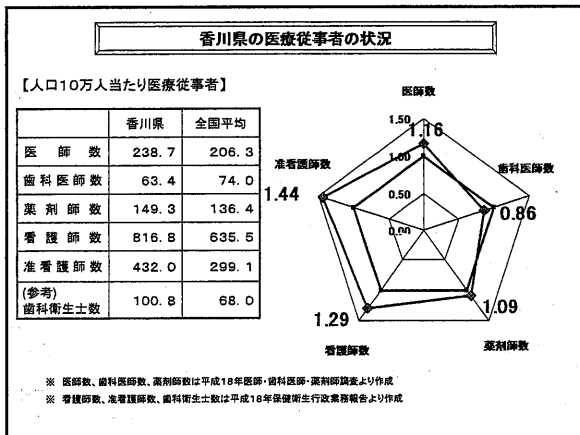 香川県の医療従事者の状況
【人口10万人当たり医療従事者】
香川県 全国平均
医師数 238.7 206.3
歯科医師数 63.4 74.0
薬剤師数 149.3 136.4
看護師数 816.8 635.5
准看護師数 432.0 299.1
(参考)
歯科衛生士数 100.8 68.0
医師数
1.50
1.16
1.00
0.50
0.00
歯科医師数
0.86
薬剤師数
1.09
看護師数
1.29
准看護師数
1.44
※ 医師数、歯科医師数、薬剤師数は平成18年医師・歯科医師・薬剤師調査より作成
※ 看護師数、准看護師数、歯科衛生士数は平成18年保健衛生行政業務報告より作成